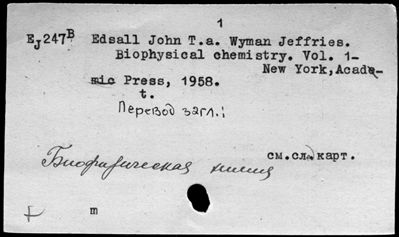 1
EJ247B Edsall John T.a. Wyman Jeffries.
Biophysical chemistry. Vol. 1-
New York,Acade-
mic Press, 1958.
t.
Перевод загл.:
Биофизическая химия
см.сл.карт.
m